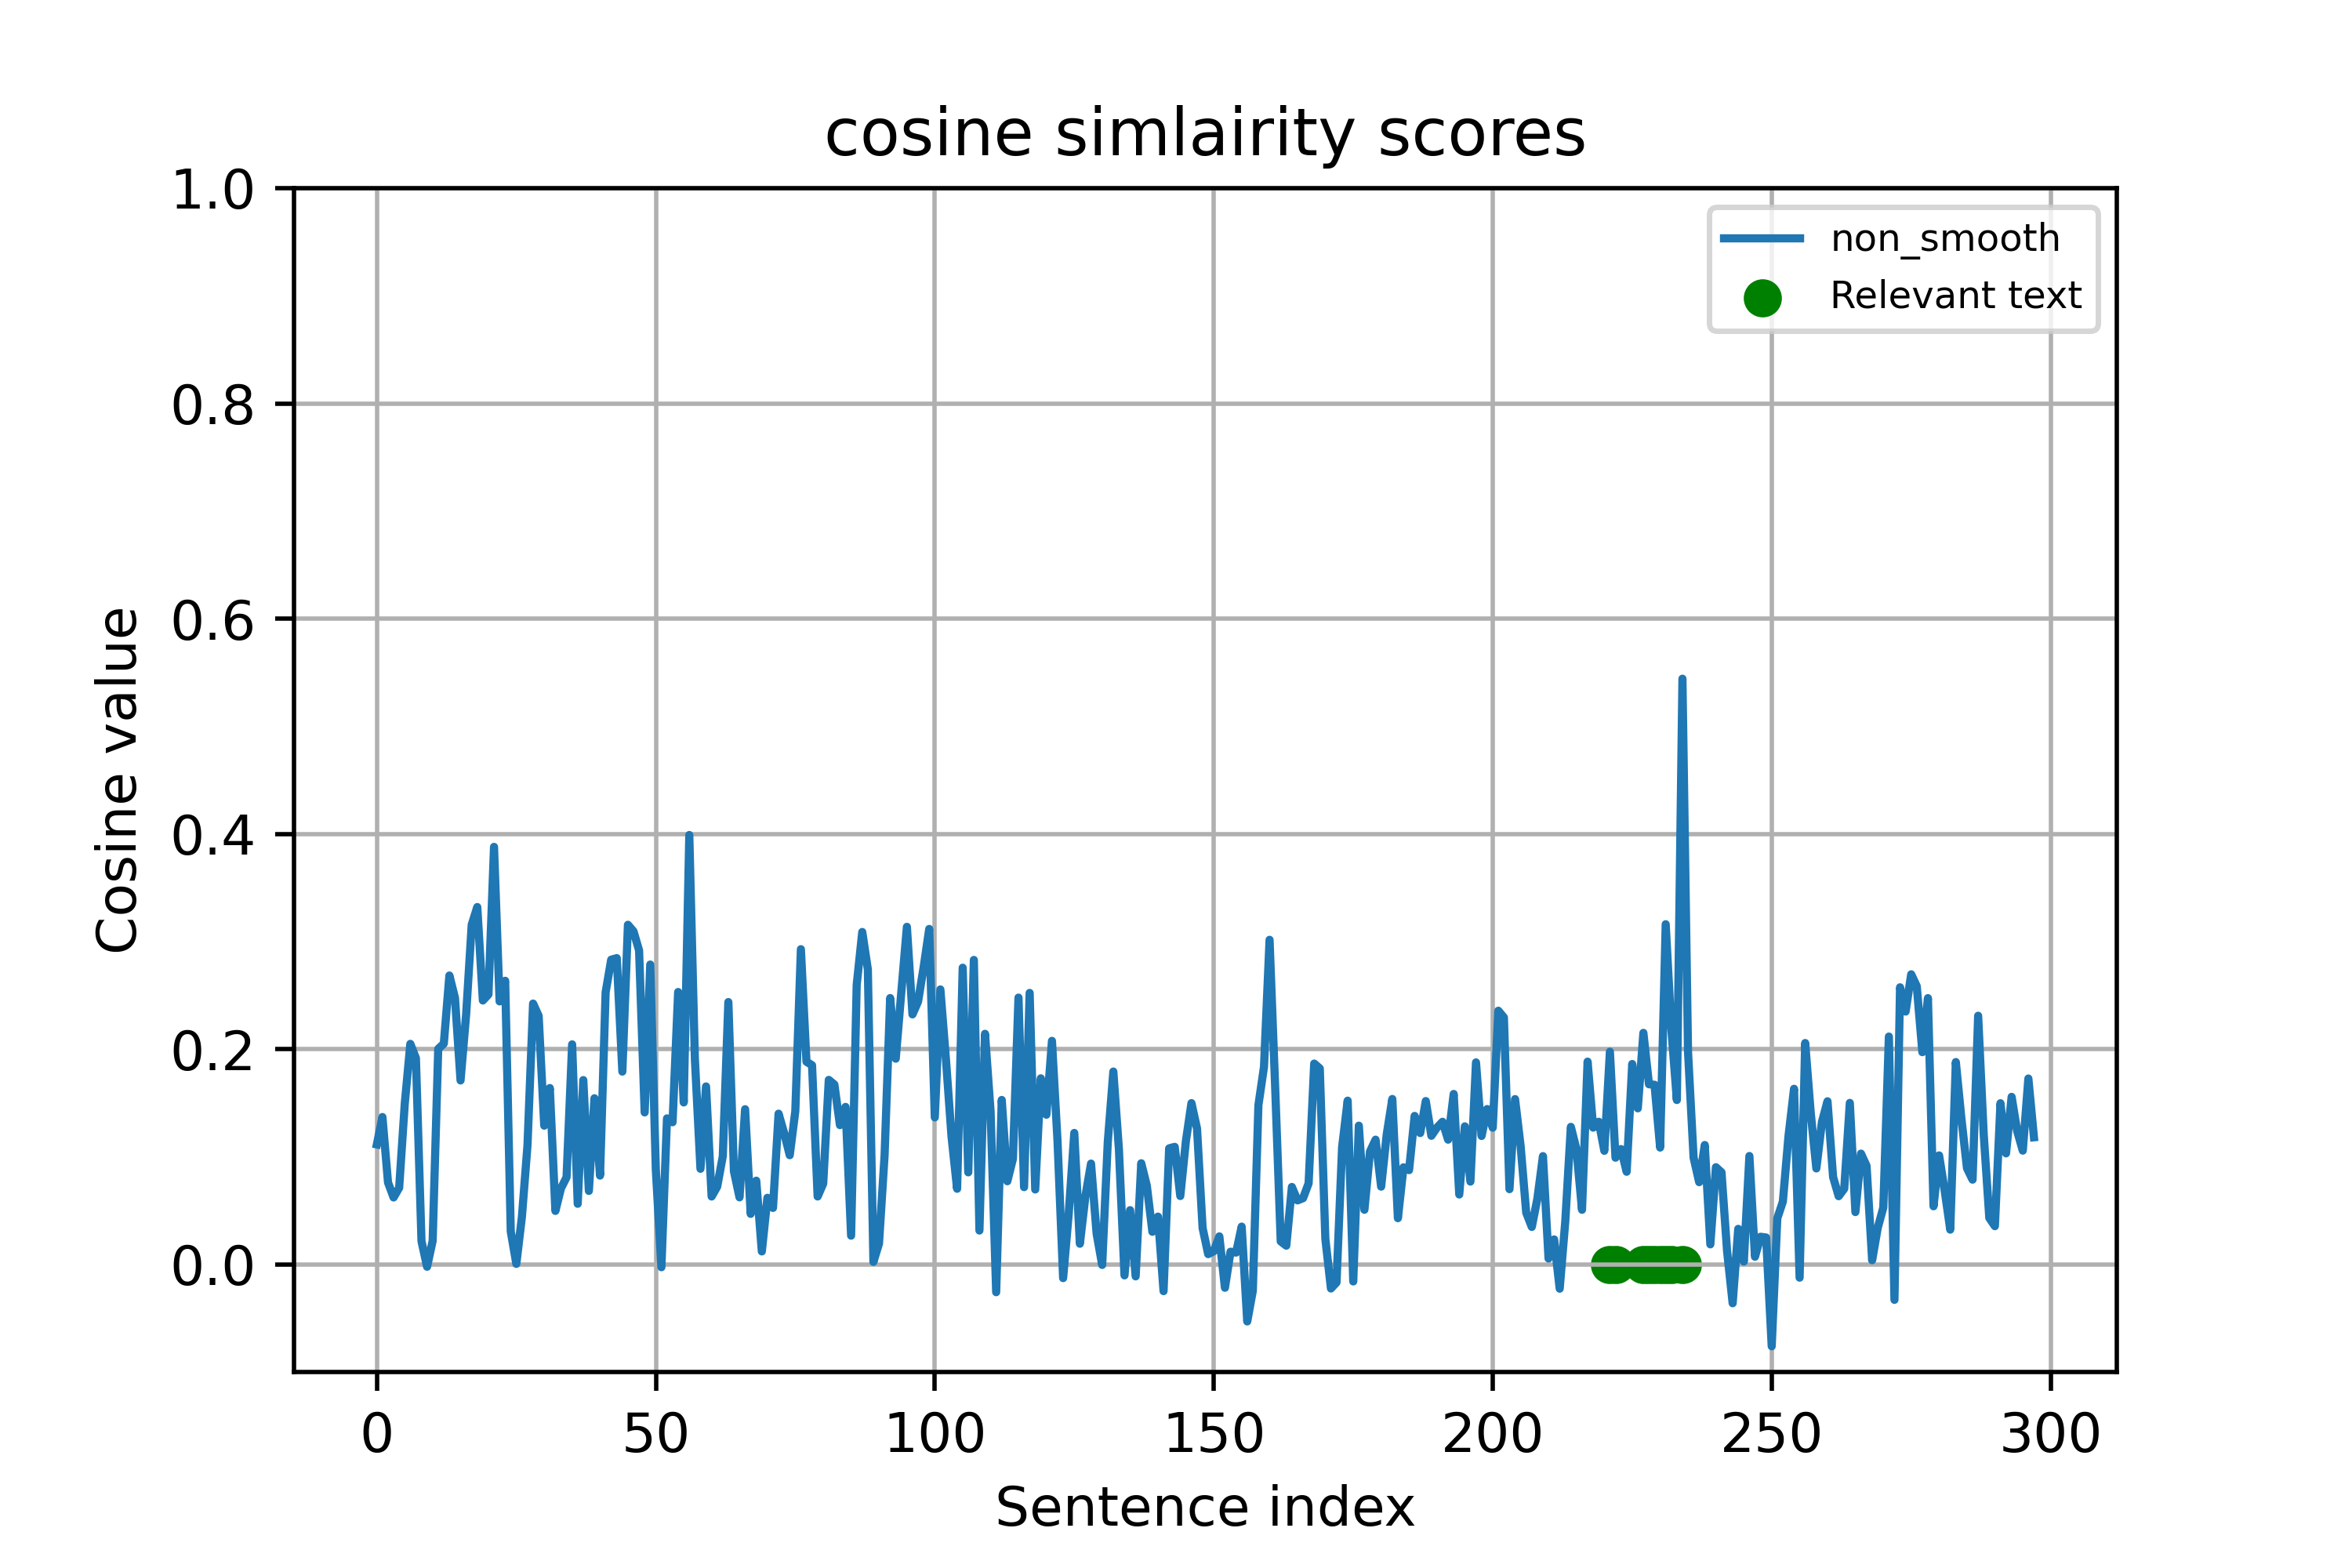 cosine simlairity scores
1.0
0.8
0.6
0.4
0.2
0.0
Cosine value
non_smooth
Relevant text
0 50 100 150 200 250 300
Sentence index